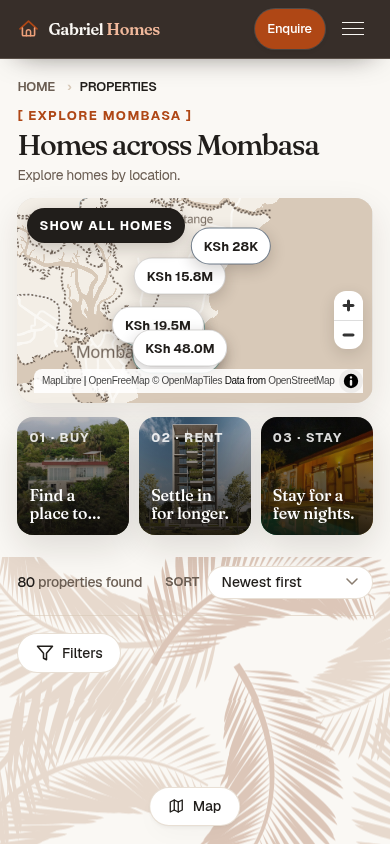 Gabriel Homes
Enquire
HOME › PROPERTIES
[ EXPLORE MOMBASA ]
Homes across Mombasa
Explore homes by location.
SHOW ALL HOMES
tange
KSh 28K
KSh 15.8M
KSh 19.5M
Momba
KSh 48.0M
+
−
MapLibre | OpenFreeMap © OpenMapTiles Data from OpenStreetMap
01 · BUY
Find a
place to...
02 · RENT
Settle in
for longer.
03 · STAY
Stay for a
few nights.
80 properties found
SORT
Newest first
Filters
Map